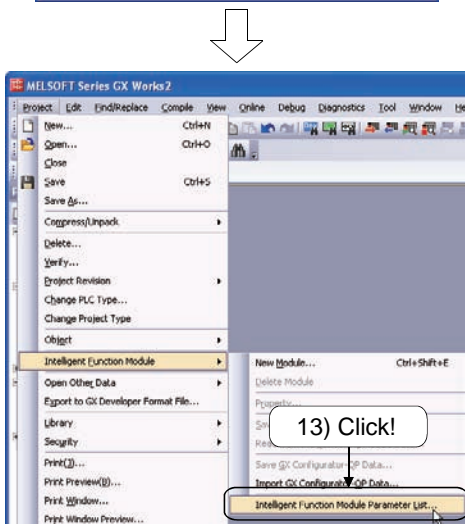 MELSOFT Series GX Works2
Project Edit Find/Replace Compile View Online Debug Diagnostics Tool Window
New... Ctrl+N
Open... Ctrl+O
Close
Save Ctrl+S
Save As...
Compress/Unpack
Delete...
Verify...
Project Revision
Change PLC Type...
Change Project Type
Object
Intelligent Function Module
Open Other Data
Export to GX Developer Format File...
Library
Security
Print(J)...
Print Preview(B)...
Print Window...
Print Window Preview...
New Module... Ctrl+Shift+E
Delete Module
Property...
13) Click!
Save GX Configurator-QP Data...
Import GX Configurator-QP Data...
Intelligent Function Module Parameter List...